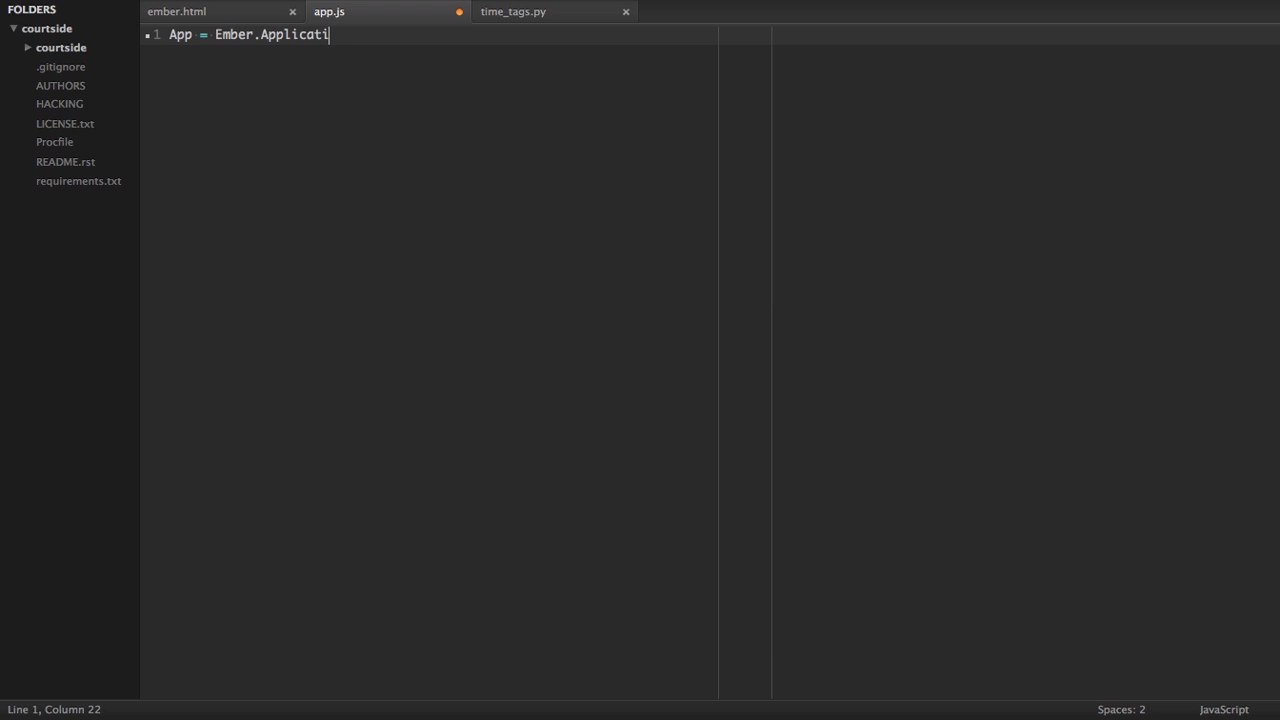 FOLDERS
courtside
courtside
.gitignore
AUTHORS
HACKING
LICENSE.txt
Procfile
README.rst
requirements.txt
ember.html ×
app.js
time_tags.py ×
1 App = Ember.Applicati
Line 1, Column 22
Spaces: 2
JavaScript